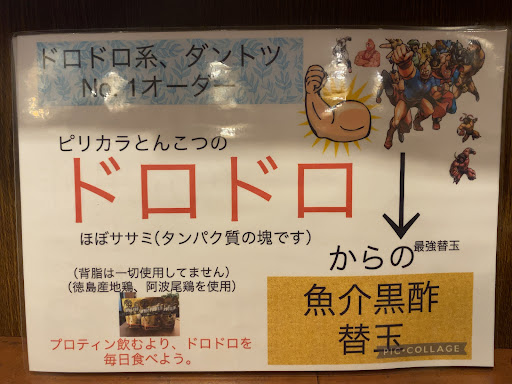 ドロドロ系、ダントツ
No. 1オーダー
ピリカラとんこつの
ドロドロ
ほぼササミ(タンパク質の塊です)
(背脂は一切使用してません)
(徳島産地鶏、阿波尾鶏を使用)
プロティン飲むより、ドロドロを
毎日食べよう。
からの
最強替玉
魚介黒酢
替玉
PIC•COLLAGE